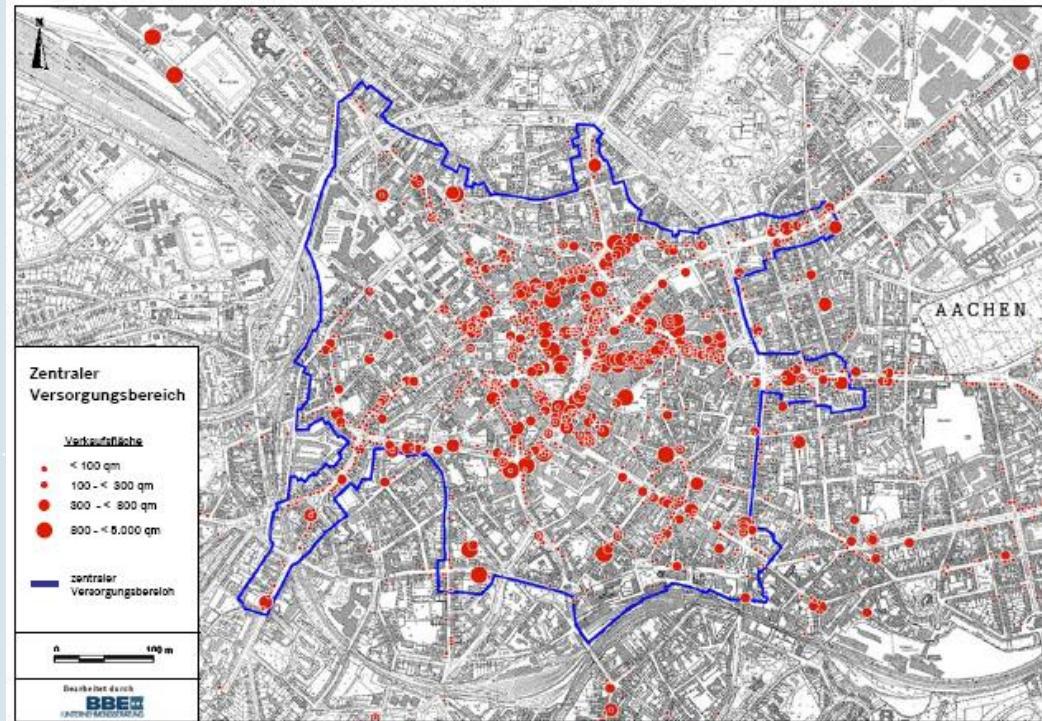 N
AACHEN
Zentraler
Versorgungsbereich
Verkaufsfläche
< 100 qm
100 - < 300 qm
300 - < 800 qm
800 - < 5.000 qm
zentraler
Versorgungsbereich
0 100 m
Bearbeitet durch
BBE
UNTERNEHMENSBERATUNG